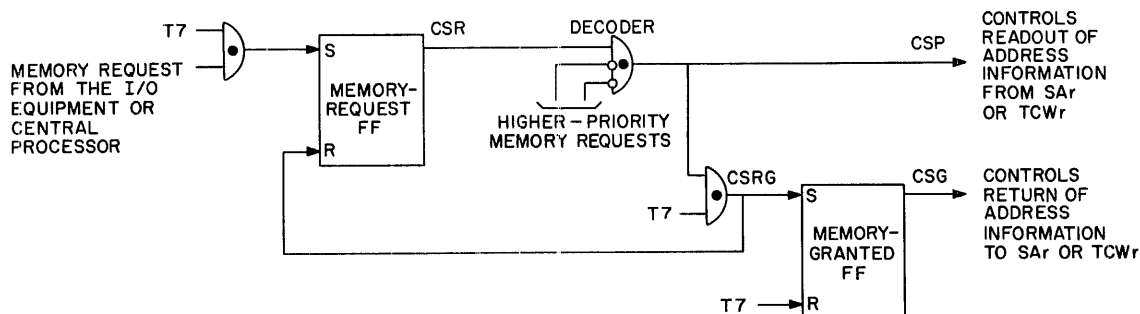 T7
MEMORY REQUEST
FROM THE I/O
EQUIPMENT OR
CENTRAL
PROCESSOR
S
MEMORY-
REQUEST
FF
R
CSR
DECODER
HIGHER-PRIORITY
MEMORY REQUESTS
CSP
CONTROLS
READOUT OF
ADDRESS
INFORMATION
FROM SAr
OR TCWr
T7
CSRG
S
MEMORY-
GRANTED
FF
T7
R
CSG
CONTROLS
RETURN OF
ADDRESS
INFORMATION
TO SAr OR TCWr